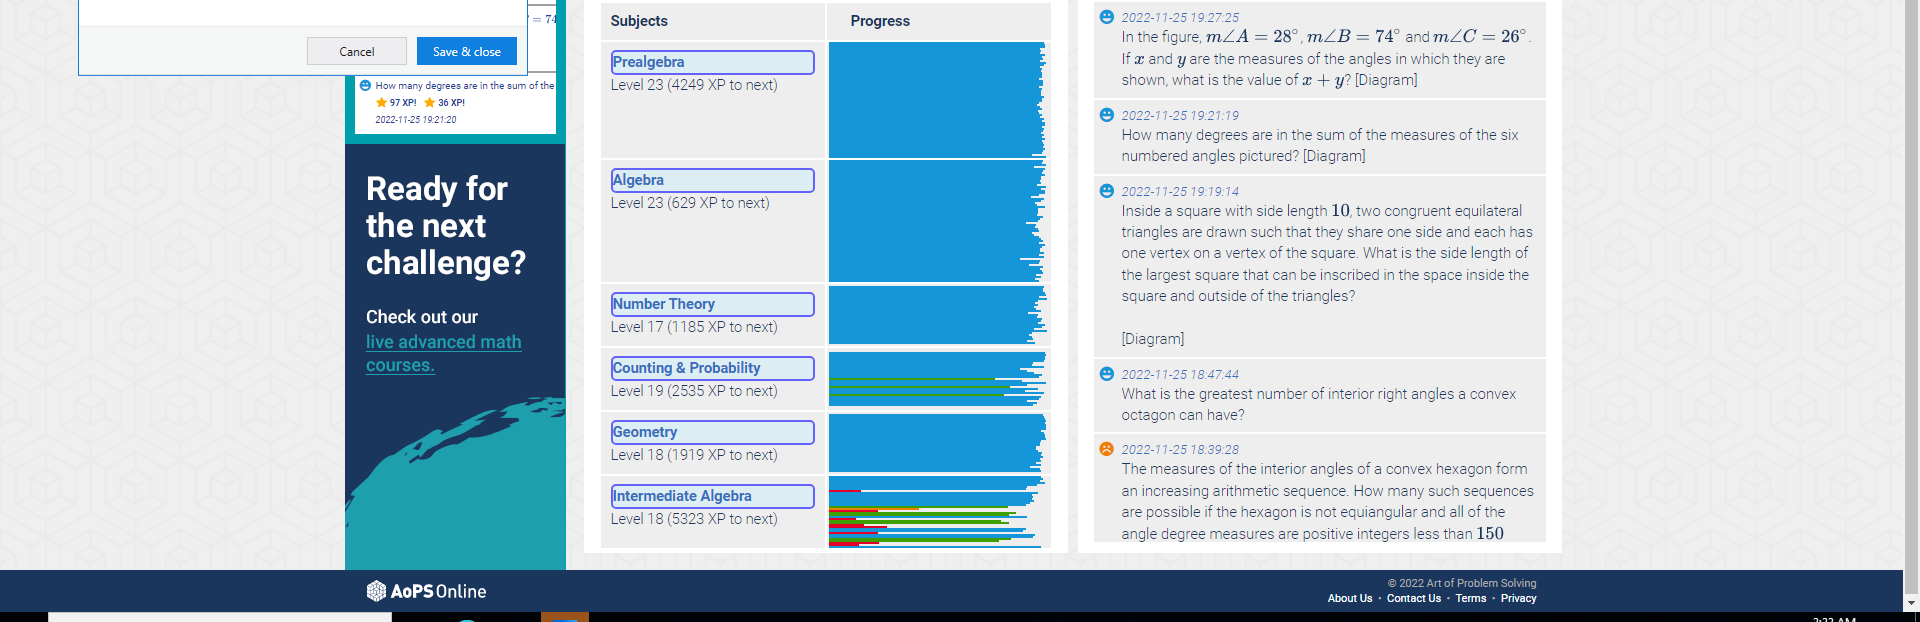 = 74
Cancel
Save & close
How many degrees are in the sum of the
97 XP! 36 XP!
2022-11-25 19:21:20
Ready for
the next
challenge?
Check out our
live advanced math
courses.
Subjects
Progress
Prealgebra
Level 23 (4249 XP to next)
Algebra
Level 23 (629 XP to next)
Number Theory
Level 17 (1185 XP to next)
Counting & Probability
Level 19 (2535 XP to next)
Geometry
Level 18 (1919 XP to next)
Intermediate Algebra
Level 18 (5323 XP to next)
2022-11-25 19:27:25
In the figure, m∠A = 28°, m∠B = 74° and m∠C = 26°.
If x and y are the measures of the angles in which they are
shown, what is the value of x + y? [Diagram]
2022-11-25 19:21:19
How many degrees are in the sum of the measures of the six
numbered angles pictured? [Diagram]
2022-11-25 19:19:14
Inside a square with side length 10, two congruent equilateral
triangles are drawn such that they share one side and each has
one vertex on a vertex of the square. What is the side length of
the largest square that can be inscribed in the space inside the
square and outside of the triangles?
[Diagram]
2022-11-25 18:47:44
What is the greatest number of interior right angles a convex
octagon can have?
2022-11-25 18:39:28
The measures of the interior angles of a convex hexagon form
an increasing arithmetic sequence. How many such sequences
are possible if the hexagon is not equiangular and all of the
angle degree measures are positive integers less than 150
AoPS Online
© 2022 Art of Problem Solving
About Us • Contact Us • Terms • Privacy